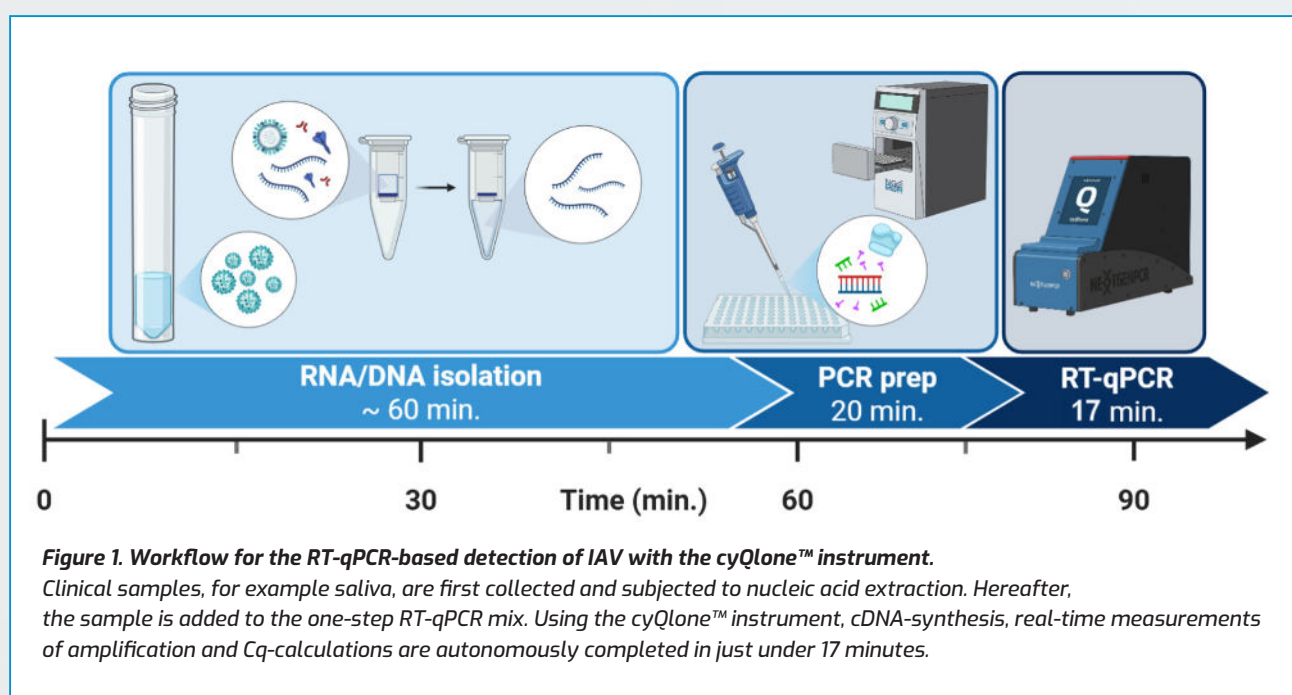 Q
NEXTGENPCR
RNA/DNA isolation
~ 60 min.
PCR prep
20 min.
RT-qPCR
17 min.
0
30
Time (min.)
60
90
Figure 1. Workflow for the RT-qPCR-based detection of IAV with the cyQlone™ instrument.
Clinical samples, for example saliva, are first collected and subjected to nucleic acid extraction. Hereafter,
the sample is added to the one-step RT-qPCR mix. Using the cyQlone™ instrument, cDNA-synthesis, real-time measurements
of amplification and Cq-calculations are autonomously completed in just under 17 minutes.